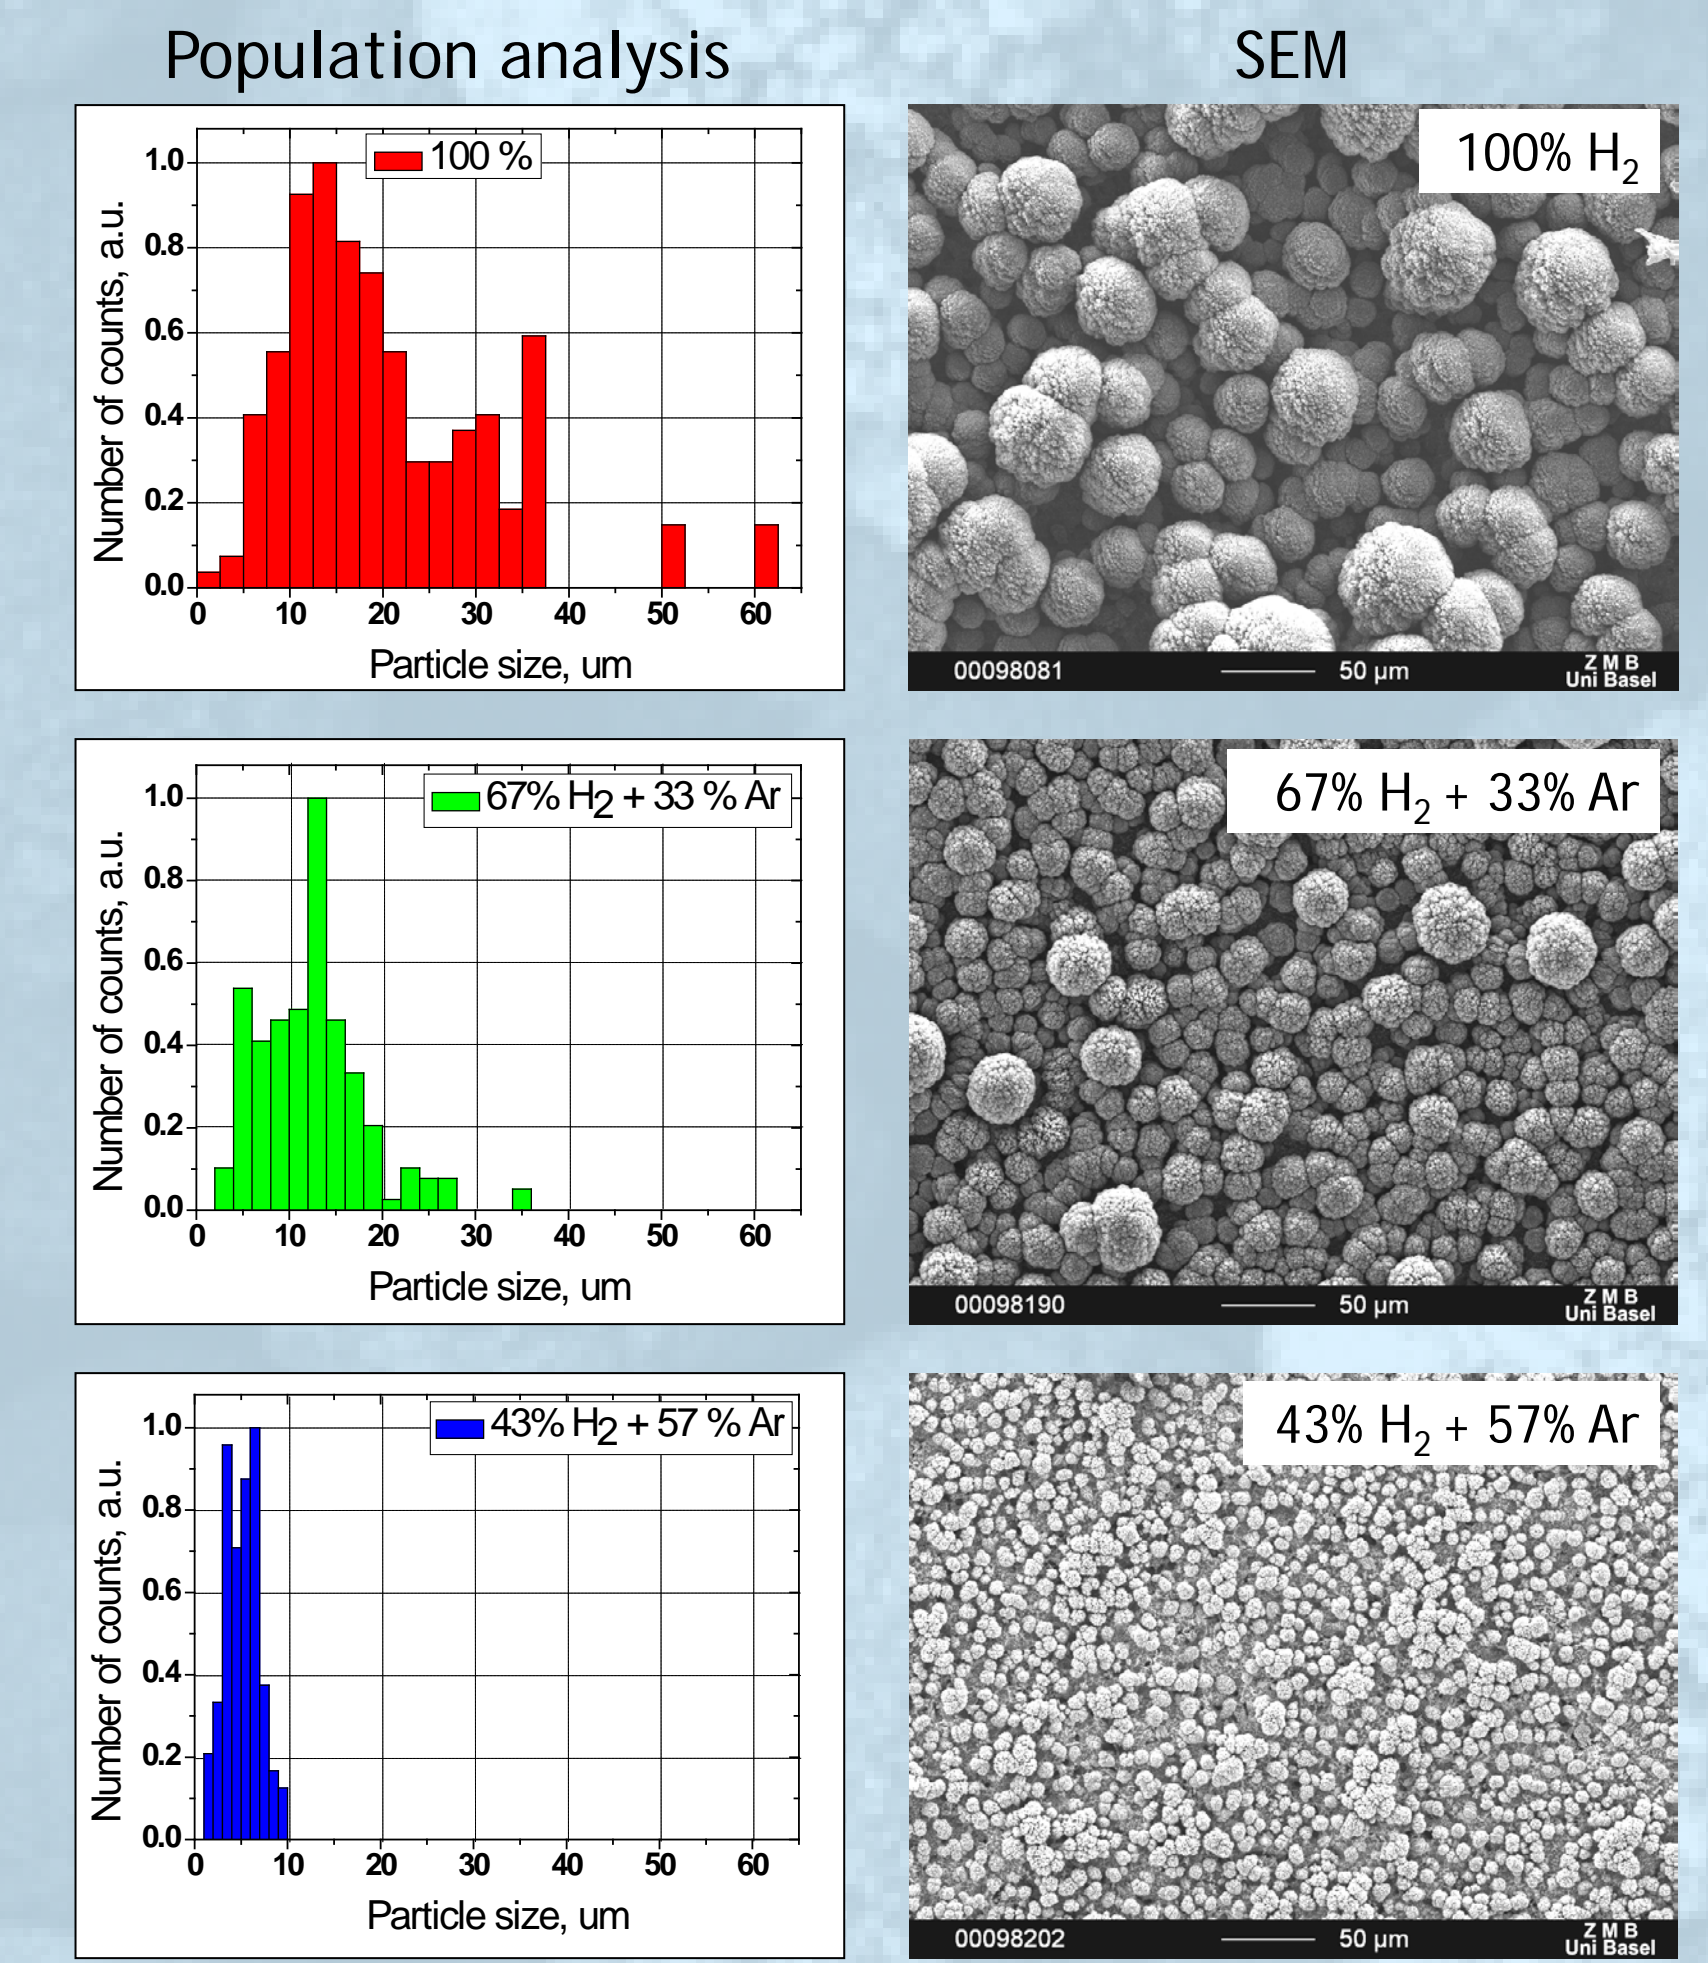 Population analysis
SEM
100 %
1.0
0.8
0.6
0.4
0.2
0.0
Number of counts, a.u.
0 10 20 30 40 50 60
Particle size, um
100% H2
00098081 50 µm Z M B
Uni Basel
67% H2 + 33 % Ar
1.0
0.8
0.6
0.4
0.2
0.0
Number of counts, a.u.
0 10 20 30 40 50 60
Particle size, um
67% H2 + 33% Ar
00098190 50 µm Z M B
Uni Basel
43% H2 + 57 % Ar
1.0
0.8
0.6
0.4
0.2
0.0
Number of counts, a.u.
0 10 20 30 40 50 60
Particle size, um
43% H2 + 57% Ar
00098202 50 µm Z M B
Uni Basel